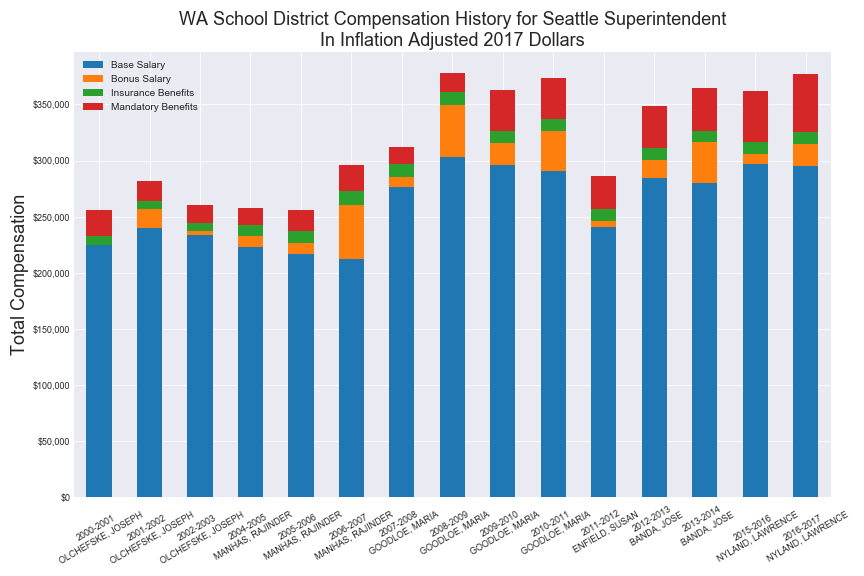 WA School District Compensation History for Seattle Superintendent
In Inflation Adjusted 2017 Dollars
Base Salary
Bonus Salary
Insurance Benefits
Mandatory Benefits
Total Compensation
$350,000
$300,000
$250,000
$200,000
$150,000
$100,000
$50,000
$0
2000-2001
OLCHEFSKE, JOSEPH
2001-2002
OLCHEFSKE, JOSEPH
2002-2003
OLCHEFSKE, JOSEPH
2004-2005
MANHAS, RAJINDER
2005-2006
MANHAS, RAJINDER
2006-2007
MANHAS, RAJINDER
2007-2008
GOODLOE, MARIA
2008-2009
GOODLOE, MARIA
2009-2010
GOODLOE, MARIA
2010-2011
GOODLOE, MARIA
2011-2012
ENFIELD, SUSAN
2012-2013
BANDA, JOSE
2013-2014
BANDA, JOSE
2015-2016
NYLAND, LAWRENCE
2016-2017
NYLAND, LAWRENCE